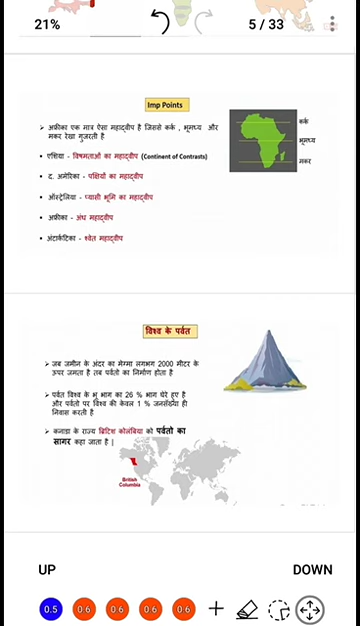 21%
5 / 33
Imp Points
➢ अफ्रीका एक मात्र ऐसा महाद्वीप है जिससे कर्क , भूमध्य और
मकर रेखा गुजरती है
कर्क
भूमध्य
मकर
• एशिया - विषमताओं का महाद्वीप (Continent of Contrasts)
• द. अमेरिका - पक्षियों का महाद्वीप
• ऑस्ट्रेलिया - प्यासी भूमि का महाद्वीप
• अफ्रीका - अंध महाद्वीप
• अंटार्कटिका - श्वेत महाद्वीप
विश्व के पर्वत
➢ जब जमीन के अंदर का मैग्मा लगभग 2000 मीटर के
ऊपर जमता है तब पर्वतो का निर्माण होता है
➢ पर्वत विश्व के भू भाग का 26 % भाग घेरे हुए है
और पर्वतो पर विश्व की केवल 1 % जनसँख्या ही
निवास करती है
➢ कनाडा के राज्य ब्रिटिश कोलंबिया को पर्वतो का
सागर कहा जाता है |
British
Columbia
UP
DOWN
0.5 0.6 0.6 0.6 0.6